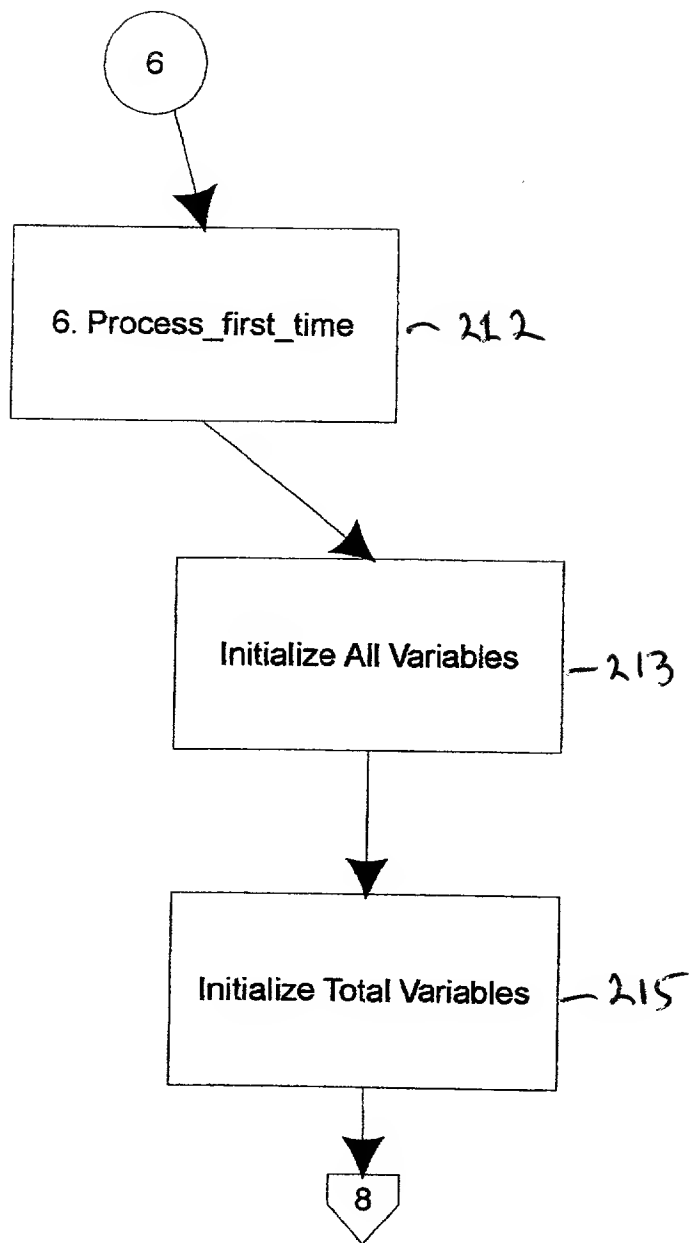 6
6. Process_first_time
212
Initialize All Variables
213
Initialize Total Variables
215
8